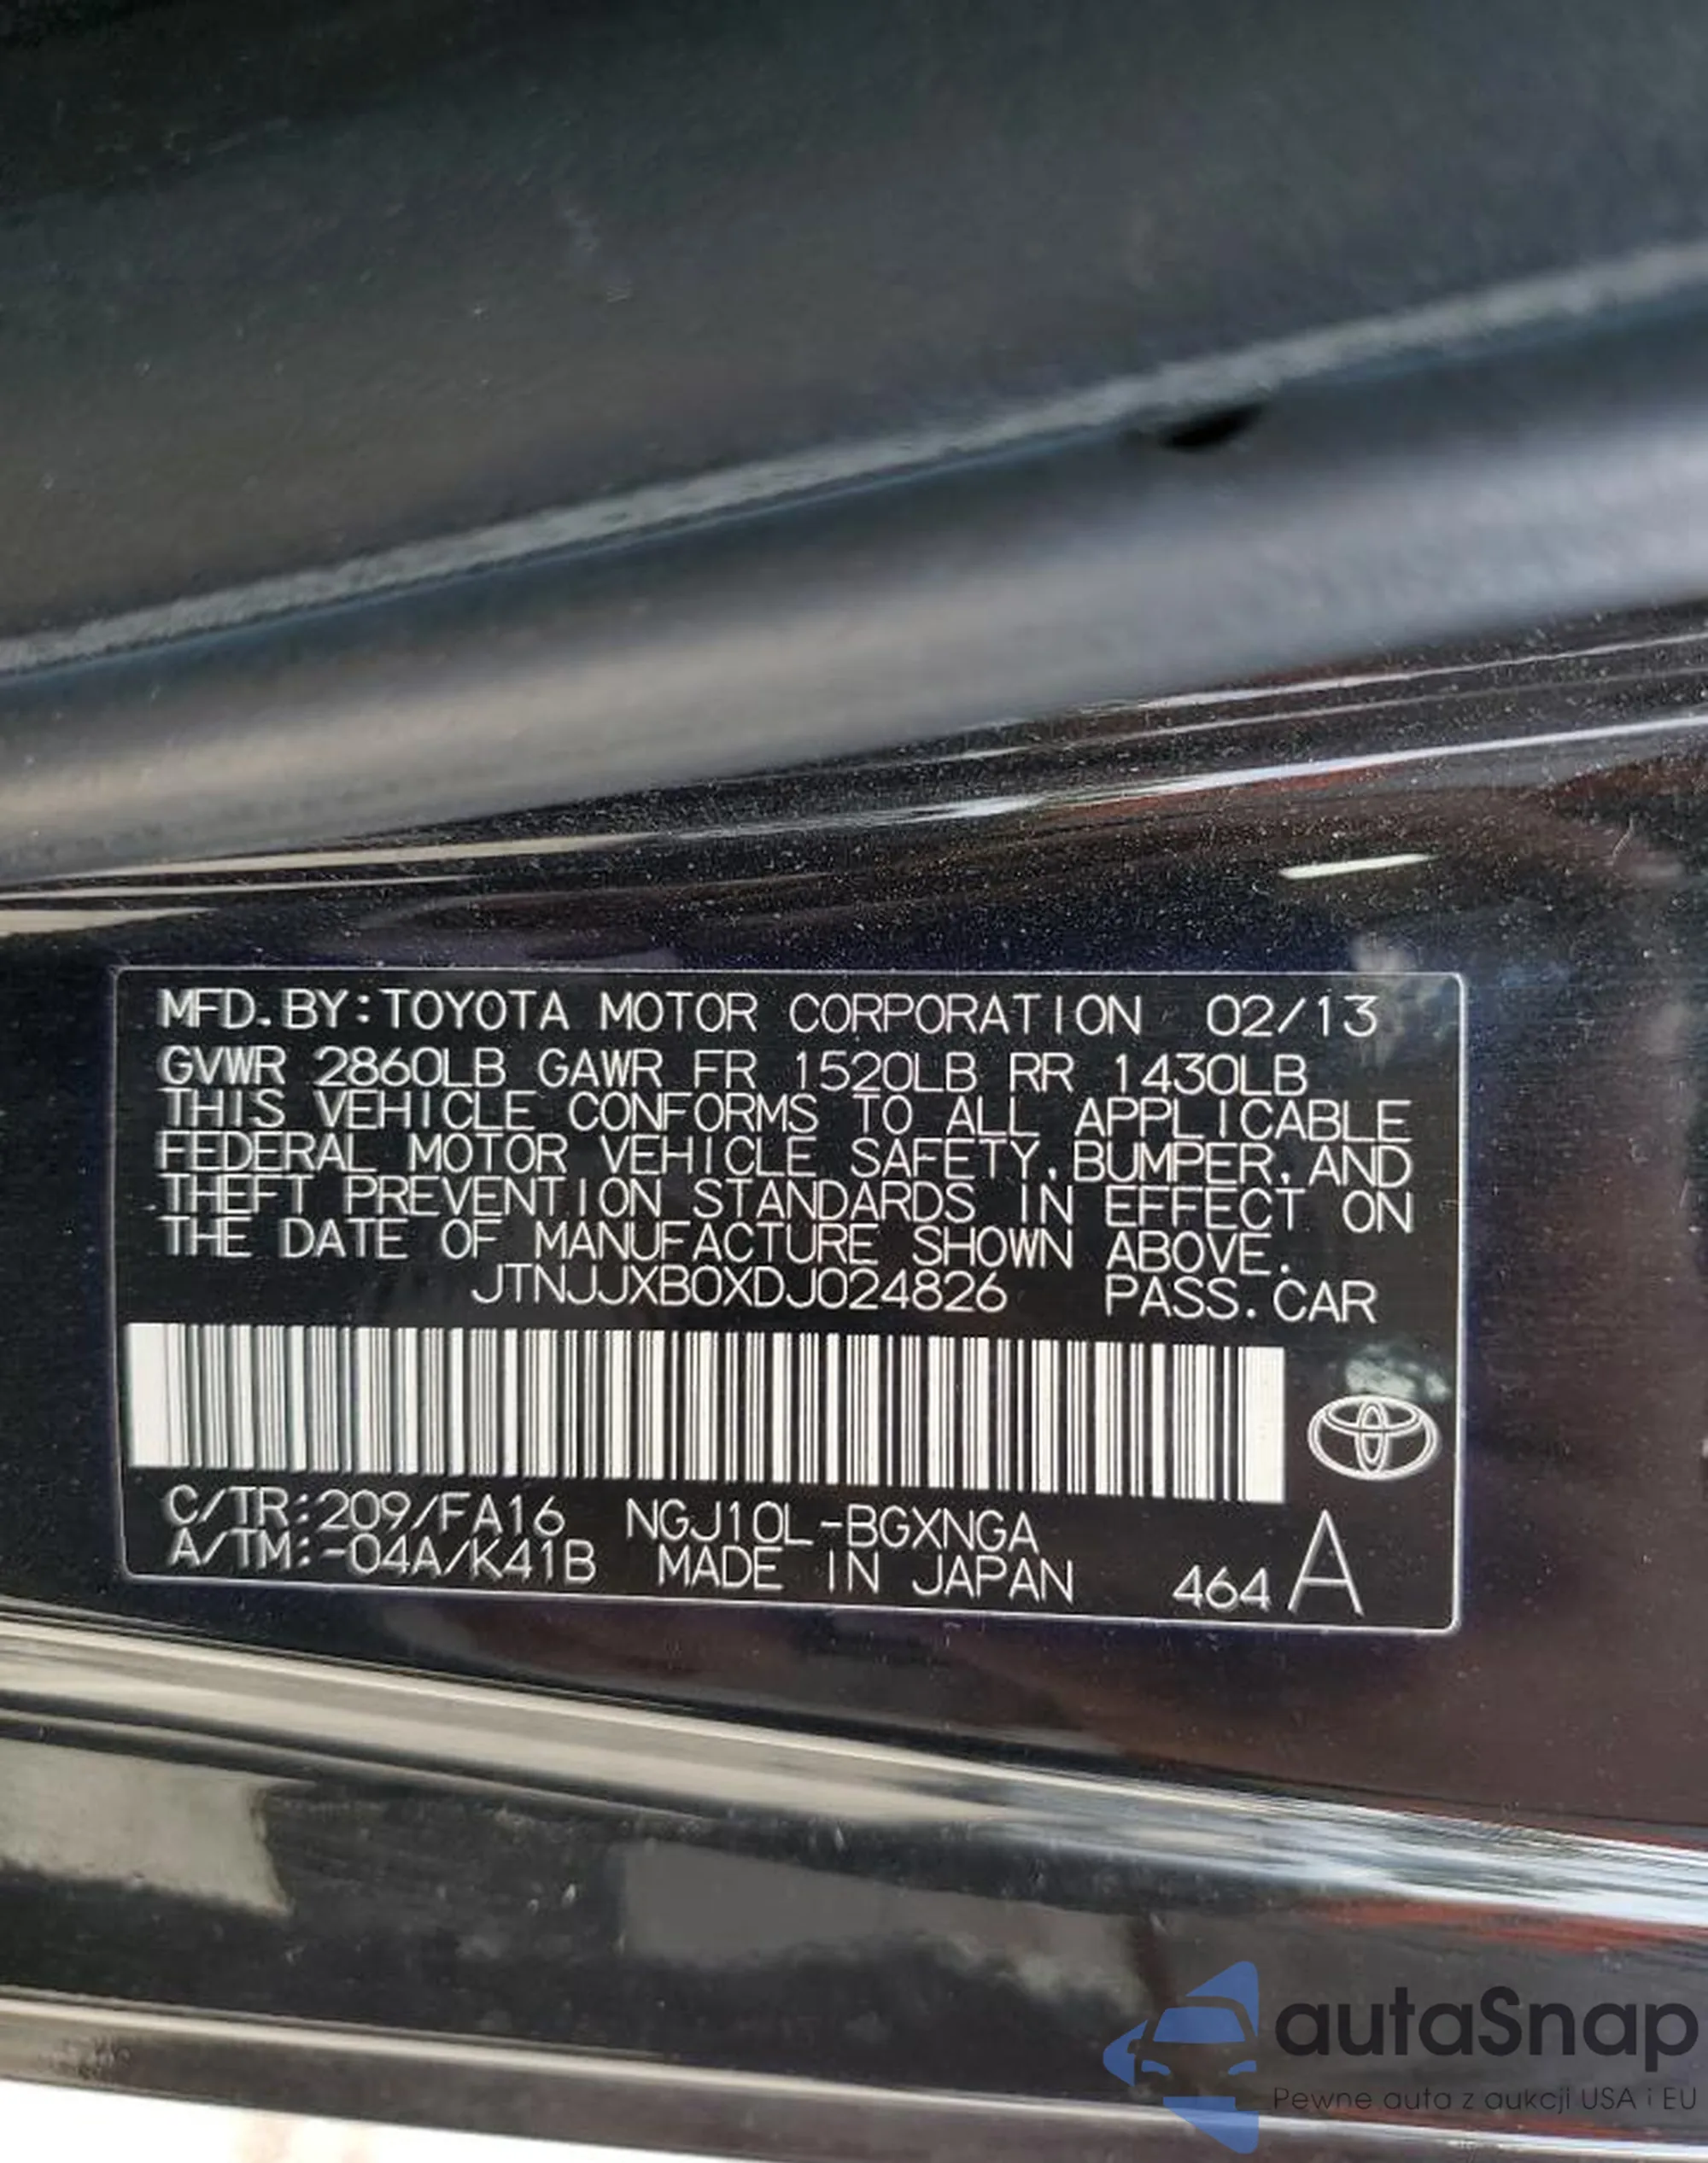 MFD.BY:TOYOTA MOTOR CORPORATION 02/13
GVWR 2860LB GAWR FR 1520LB RR 1430LB
THIS VEHICLE CONFORMS TO ALL APPLICABLE
FEDERAL MOTOR VEHICLE SAFETY,BUMPER,AND
THEFT PREVENTION STANDARDS IN EFFECT ON
THE DATE OF MANUFACTURE SHOWN ABOVE.
JTNJJXB0XDJ024826 PASS.CAR
C/TR:209/FA16 NGJ10L-BGXNGA
A/TM:-04A/K41B MADE IN JAPAN 464 A
autaSnap
Pewne auta z aukcji USA i EU